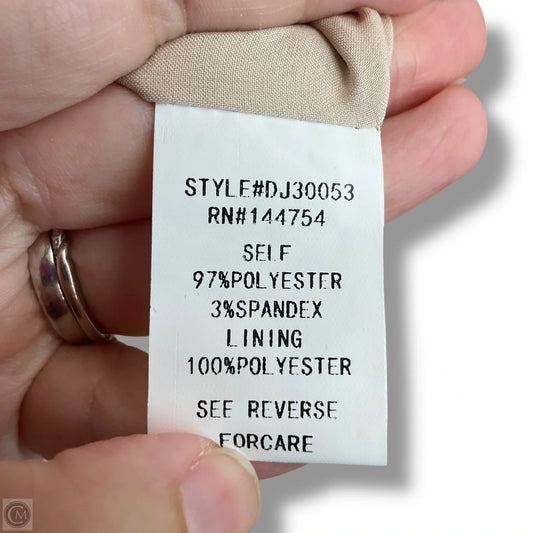 STYLE#DJ30053
RN#144754
SELF
97%POLYESTER
3%SPANDEX
LINING
100%POLYESTER
SEE REVERSE
FORCARE